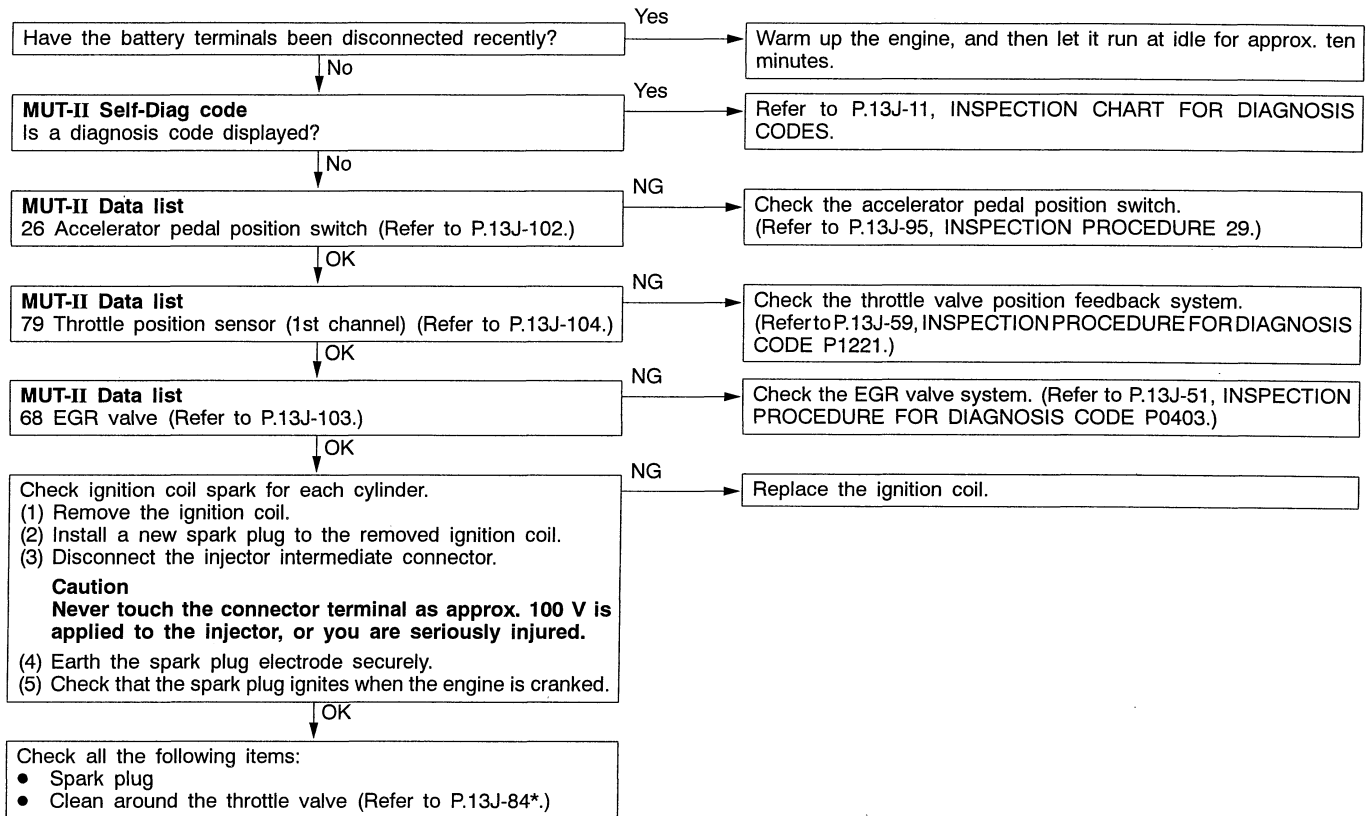 Have the battery terminals been disconnected recently?
Yes
Warm up the engine, and then let it run at idle for approx. ten
minutes.
No
MUT-II Self-Diag code
Is a diagnosis code displayed?
Yes
Refer to P.13J-11, INSPECTION CHART FOR DIAGNOSIS
CODES.
No
MUT-II Data list
26 Accelerator pedal position switch (Refer to P.13J-102.)
NG
Check the accelerator pedal position switch.
(Refer to P.13J-95, INSPECTION PROCEDURE 29.)
OK
MUT-II Data list
79 Throttle position sensor (1st channel) (Refer to P.13J-104.)
NG
Check the throttle valve position feedback system.
(Refer to P.13J-59, INSPECTION PROCEDURE FOR DIAGNOSIS
CODE P1221.)
OK
MUT-II Data list
68 EGR valve (Refer to P.13J-103.)
NG
Check the EGR valve system. (Refer to P.13J-51, INSPECTION
PROCEDURE FOR DIAGNOSIS CODE P0403.)
OK
Check ignition coil spark for each cylinder.
(1) Remove the ignition coil.
(2) Install a new spark plug to the removed ignition coil.
(3) Disconnect the injector intermediate connector.
Caution
Never touch the connector terminal as approx. 100 V is
applied to the injector, or you are seriously injured.
(4) Earth the spark plug electrode securely.
(5) Check that the spark plug ignites when the engine is cranked.
NG
Replace the ignition coil.
OK
Check all the following items:
● Spark plug
● Clean around the throttle valve (Refer to P.13J-84*.)